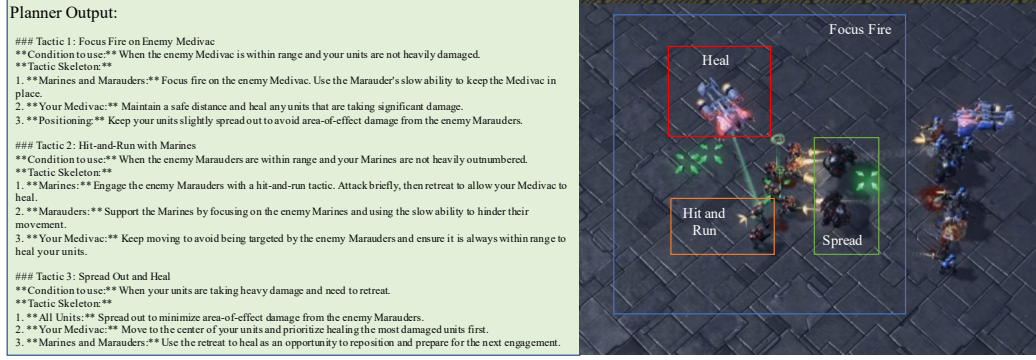 Planner Output:
### Tactic 1: Focus Fire on Enemy Medivac
**Condition to use:** When the enemy Medivac is within range and your units are not heavily damaged.
**Tactic Skeleton:**
1. **Marines and Marauders:** Focus fire on the enemy Medivac. Use the Marauder's slow ability to keep the Medivac in
place.
2. **Your Medivac:** Maintain a safe distance and heal any units that are taking significant damage.
3. **Positioning:** Keep your units slightly spread out to avoid area-of-effect damage from the enemy Marauders.
### Tactic 2: Hit-and-Run with Marines
**Condition to use:** When the enemy Marauders are within range and your Marines are not heavily outnumbered.
**Tactic Skeleton:**
1. **Marines:** Engage the enemy Marauders with a hit-and-run tactic. Attack briefly, then retreat to allow your Medivac to
heal.
2. **Marauders:** Support the Marines by focusing on the enemy Marines and using the slow ability to hinder their
movement.
3. **Your Medivac:** Keep moving to avoid being targeted by the enemy Marauders and ensure it is always within range to
heal your units.
### Tactic 3: Spread Out and Heal
**Condition to use:** When your units are taking heavy damage and need to retreat.
**Tactic Skeleton:**
1. **All Units:** Spread out to minimize area-of-effect damage from the enemy Marauders.
2. **Your Medivac:** Move to the center of your units and prioritize healing the most damaged units first.
3. **Marines and Marauders:** Use the retreat to heal as an opportunity to reposition and prepare for the next engagement.
Focus Fire
Heal
Hit and
Run
Spread